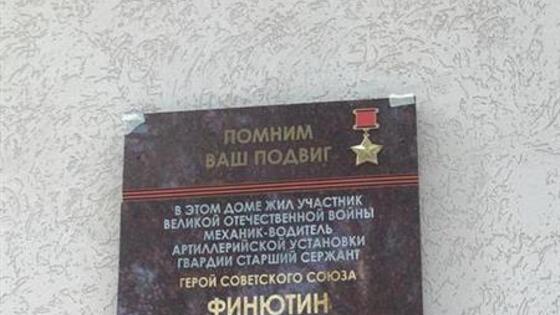 ПОМНИМ
ВАШ ПОДВИГ
В ЭТОМ ДОМЕ ЖИЛ УЧАСТНИК
ВЕЛИКОЙ ОТЕЧЕСТВЕННОЙ ВОЙНЫ
МЕХАНИК-ВОДИТЕЛЬ
АРТИЛЛЕРИЙСКОЙ УСТАНОВКИ
ГВАРДИИ СТАРШИЙ СЕРЖАНТ
ГЕРОЙ СОВЕТСКОГО СОЮЗА
ФИНЮТИН